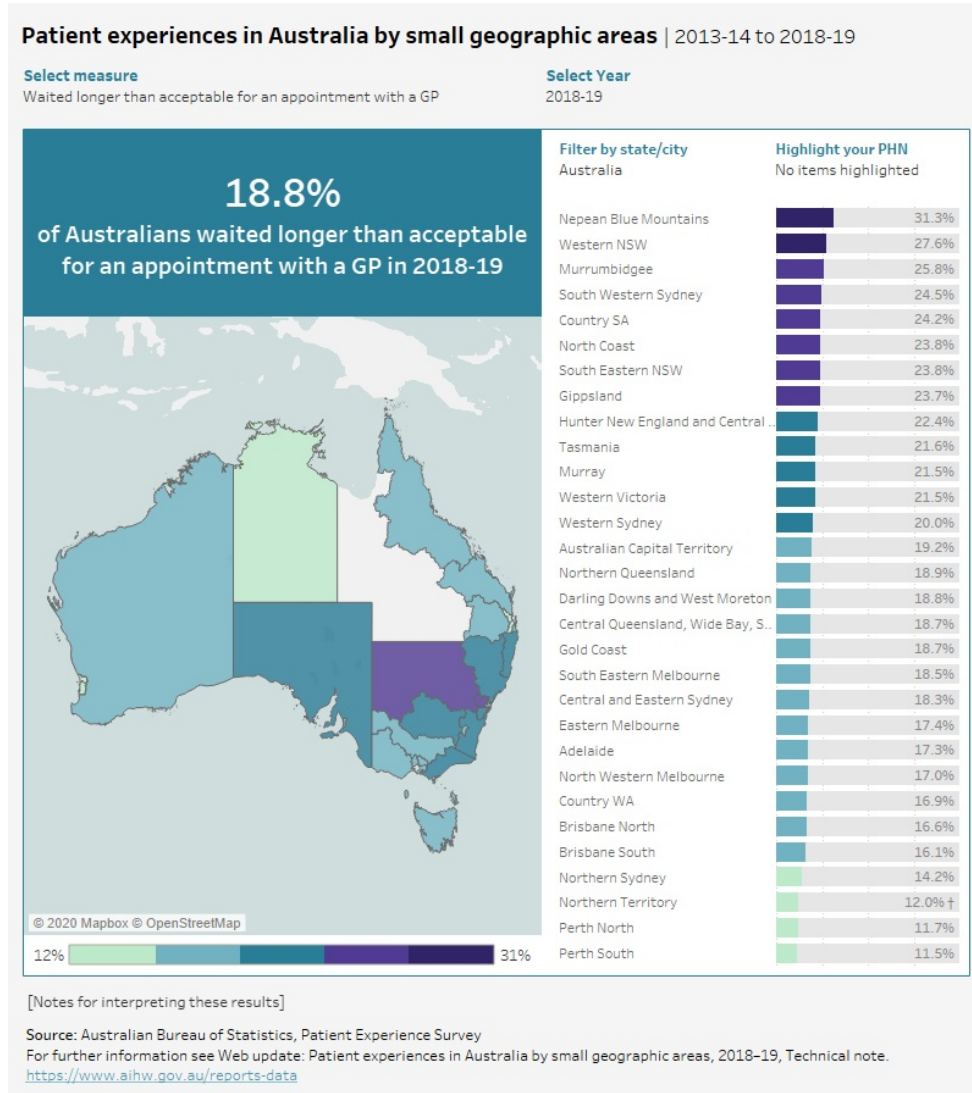 Patient experiences in Australia by small geographic areas | 2013-14 to 2018-19
Select measure
Waited longer than acceptable for an appointment with a GP
Select Year
2018-19
18.8%
of Australians waited longer than acceptable
for an appointment with a GP in 2018-19
Filter by state/city
Australia
Highlight your PHN
No items highlighted
Nepean Blue Mountains 31.3%
Western NSW 27.6%
Murrumbidgee 25.8%
South Western Sydney 24.5%
Country SA 24.2%
North Coast 23.8%
South Eastern NSW 23.8%
Gippsland 23.7%
Hunter New England and Central .. 22.4%
Tasmania 21.6%
Murray 21.5%
Western Victoria 21.5%
Western Sydney 20.0%
Australian Capital Territory 19.2%
Northern Queensland 18.9%
Darling Downs and West Moreton 18.8%
Central Queensland, Wide Bay, S.. 18.7%
Gold Coast 18.7%
South Eastern Melbourne 18.5%
Central and Eastern Sydney 18.3%
Eastern Melbourne 17.4%
Adelaide 17.3%
North Western Melbourne 17.0%
Country WA 16.9%
Brisbane North 16.6%
Brisbane South 16.1%
Northern Sydney 14.2%
Northern Territory 12.0% †
Perth North 11.7%
Perth South 11.5%
© 2020 Mapbox © OpenStreetMap
12% 31%
[Notes for interpreting these results]
Source: Australian Bureau of Statistics, Patient Experience Survey
For further information see Web update: Patient experiences in Australia by small geographic areas, 2018–19, Technical note.
https://www.aihw.gov.au/reports-data